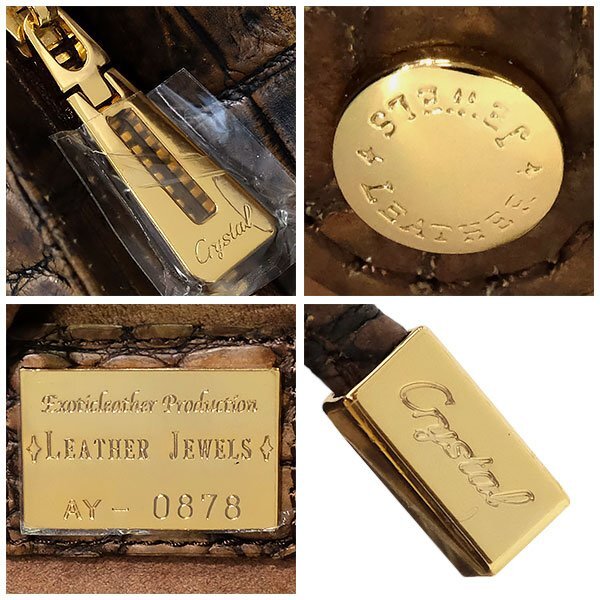 Crystal
LEATHER
JEWELS
Exoticleather Production
LEATHER JEWELS
AY - 0878
Crystal